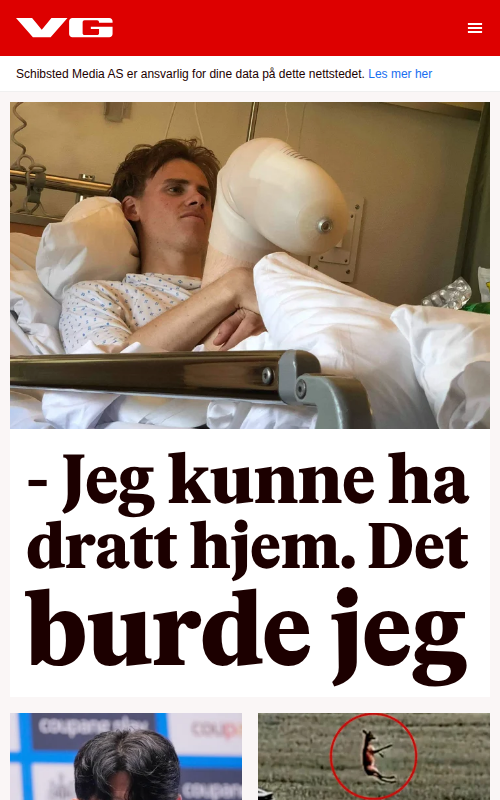 VG
Schibsted Media AS er ansvarlig for dine data på dette nettstedet. Les mer her
- Jeg kunne ha
dratt hjem. Det
burde jeg
coupang play